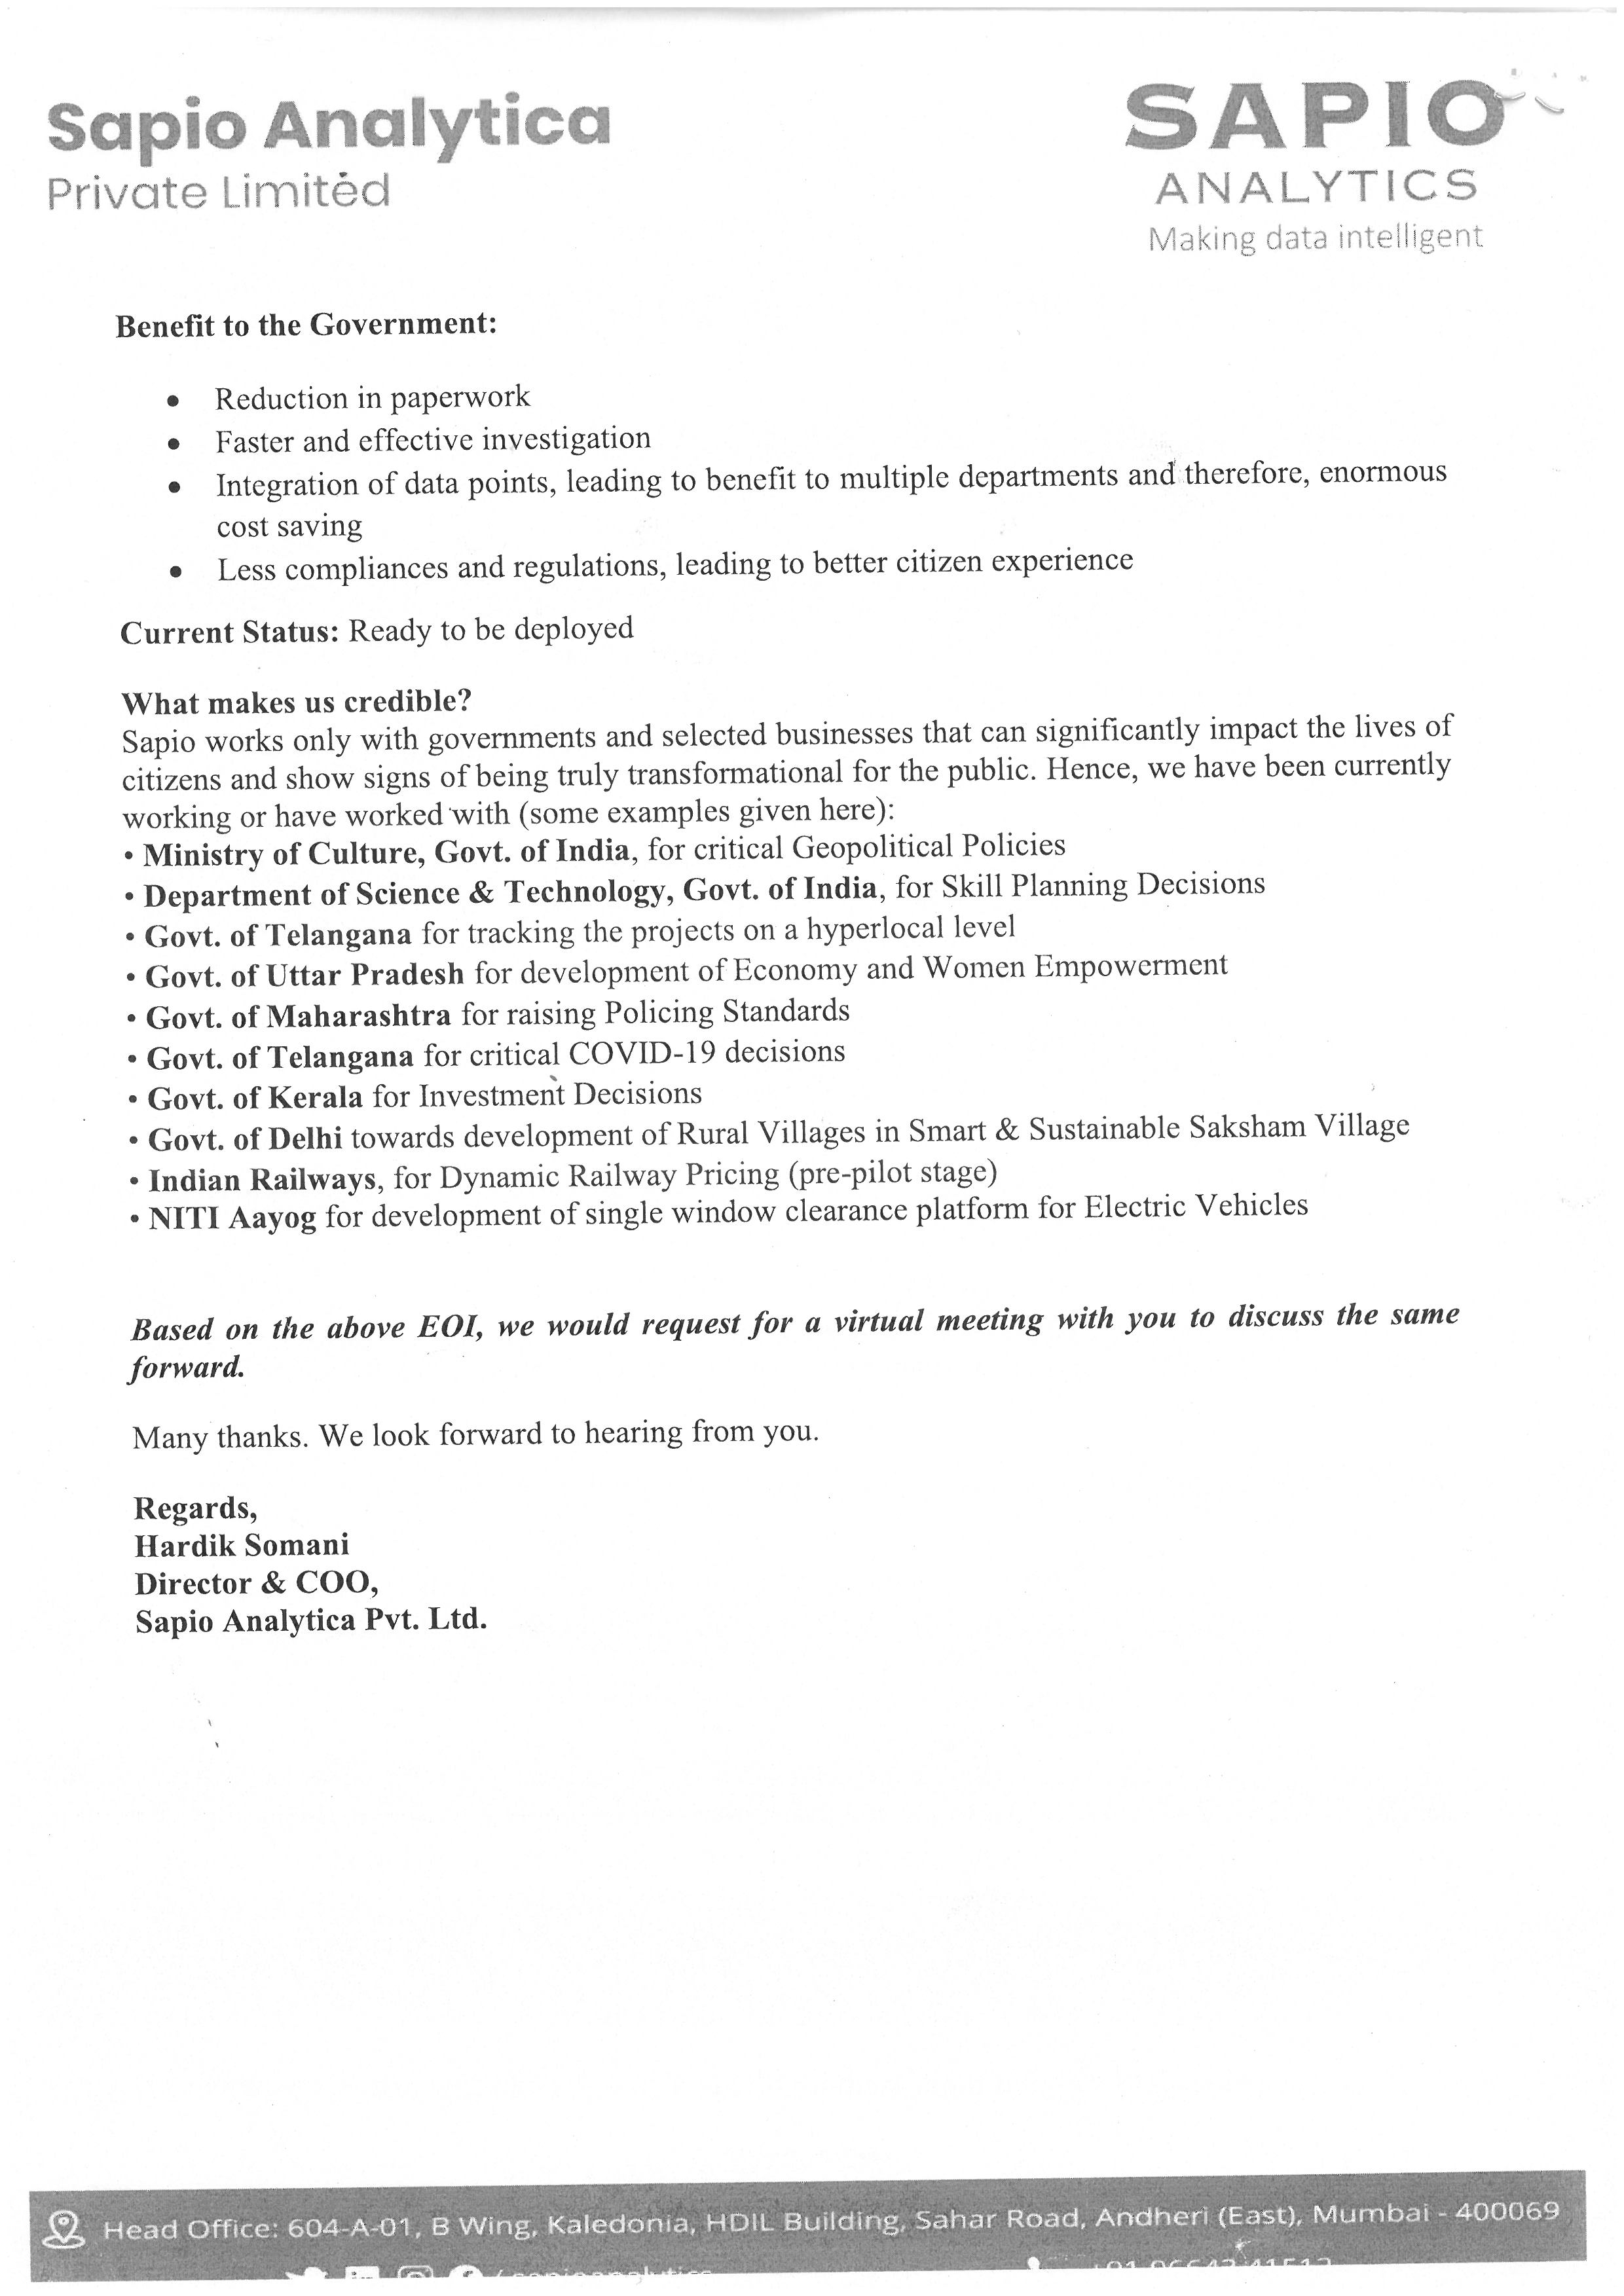 Sapio Analytica
Private Limited
SAPIO
ANALYTICS
Making data intelligent
Benefit to the Government:
• Reduction in paperwork
• Faster and effective investigation
• Integration of data points, leading to benefit to multiple departments and therefore, enormous
cost saving
• Less compliances and regulations, leading to better citizen experience
Current Status: Ready to be deployed
What makes us credible?
Sapio works only with governments and selected businesses that can significantly impact the lives of
citizens and show signs of being truly transformational for the public. Hence, we have been currently
working or have worked with (some examples given here):
• Ministry of Culture, Govt. of India, for critical Geopolitical Policies
• Department of Science & Technology, Govt. of India, for Skill Planning Decisions
• Govt. of Telangana for tracking the projects on a hyperlocal level
• Govt. of Uttar Pradesh for development of Economy and Women Empowerment
• Govt. of Maharashtra for raising Policing Standards
• Govt. of Telangana for critical COVID-19 decisions
• Govt. of Kerala for Investment Decisions
• Govt. of Delhi towards development of Rural Villages in Smart & Sustainable Saksham Village
• Indian Railways, for Dynamic Railway Pricing (pre-pilot stage)
• NITI Aayog for development of single window clearance platform for Electric Vehicles
Based on the above EOI, we would request for a virtual meeting with you to discuss the same
forward.
Many thanks. We look forward to hearing from you.
Regards,
Hardik Somani
Director & COO,
Sapio Analytica Pvt. Ltd.
Head Office: 604-A-01, B Wing, Kaledonia, HDIL Building, Sahar Road, Andheri (East), Mumbai - 400069